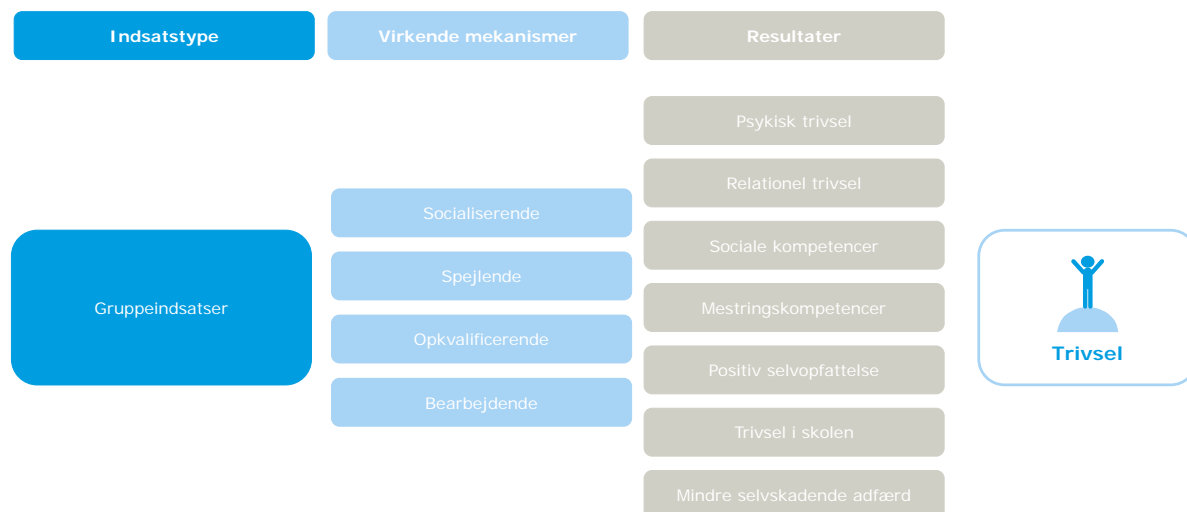 Indsatstype
Virkende mekanismer
Resultater
Gruppeindsatser
Socialiserende
Spejlende
Opkvalificerende
Bearbejdende
Psykisk trivsel
Relationel trivsel
Sociale kompetencer
Mestringskompetencer
Positiv selvopfattelse
Trivsel i skolen
Mindre selvskadende adfærd
Trivsel